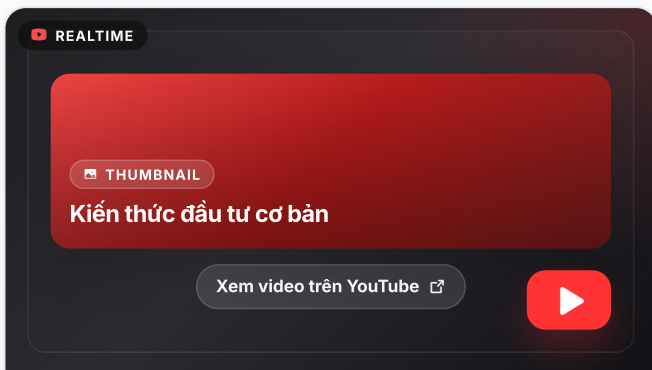 REALTIME
THUMBNAIL
Kiến thức đầu tư cơ bản
Xem video trên YouTube